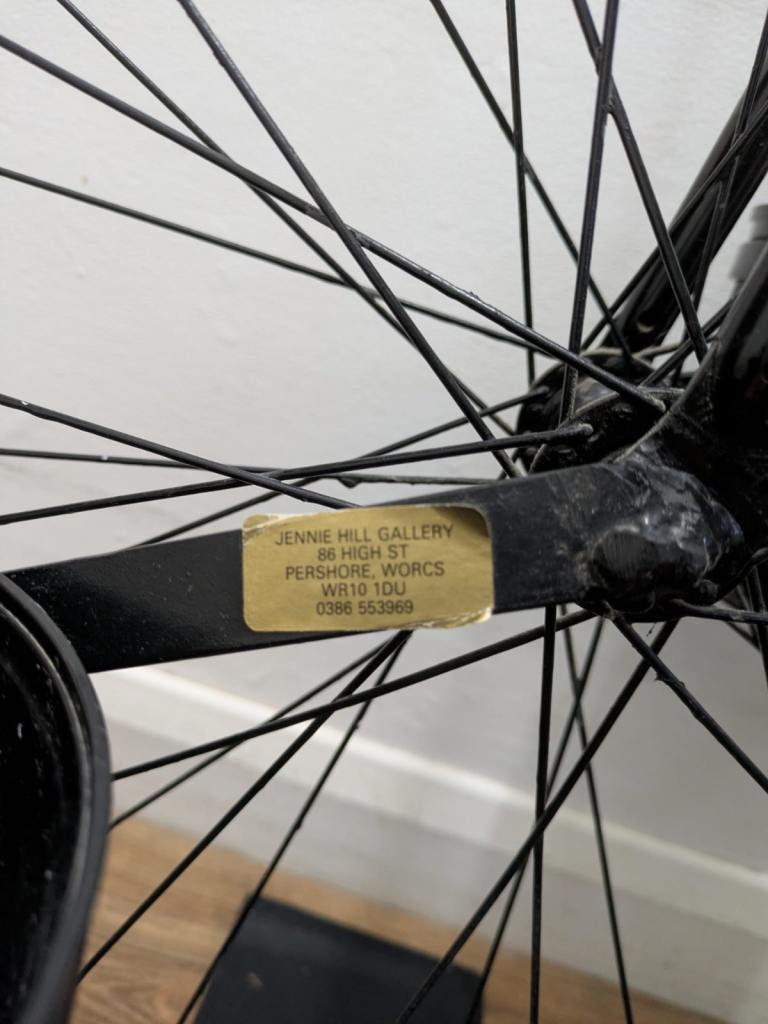 JENNIE HILL GALLERY
86 HIGH ST
PERSHORE, WORCS
WR10 1DU
0386 553969